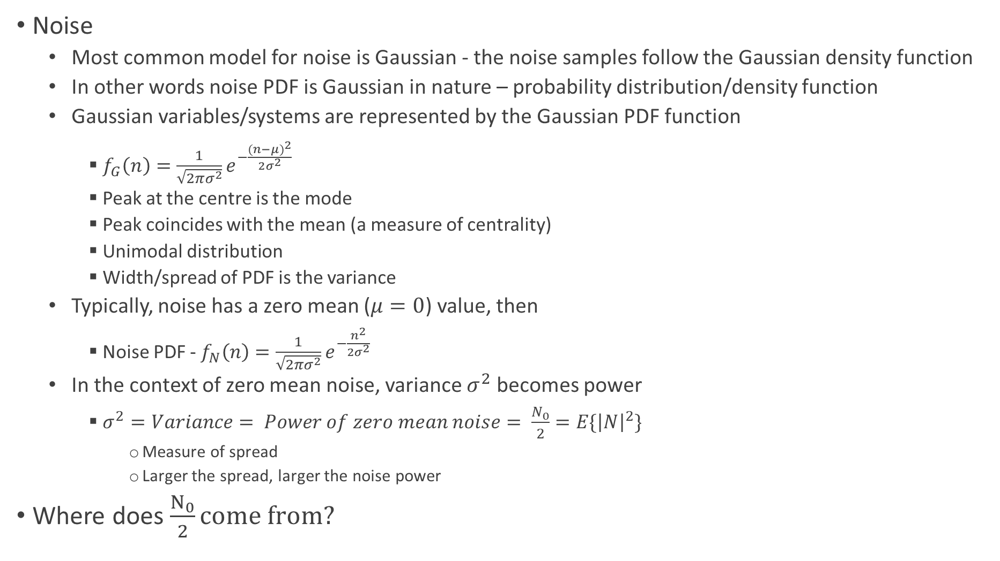 • Noise
• Most common model for noise is Gaussian - the noise samples follow the Gaussian density function
• In other words noise PDF is Gaussian in nature – probability distribution/density function
• Gaussian variables/systems are represented by the Gaussian PDF function
▪ $f_G(n) = \frac{1}{\sqrt{2\pi\sigma^2}} e^{-\frac{(n-\mu)^2}{2\sigma^2}}$
▪ Peak at the centre is the mode
▪ Peak coincides with the mean (a measure of centrality)
▪ Unimodal distribution
▪ Width/spread of PDF is the variance
• Typically, noise has a zero mean ($\mu = 0$) value, then
▪ Noise PDF - $f_N(n) = \frac{1}{\sqrt{2\pi\sigma^2}} e^{-\frac{n^2}{2\sigma^2}}$
• In the context of zero mean noise, variance $\sigma^2$ becomes power
▪ $\sigma^2 = Variance = Power\ of\ zero\ mean\ noise = \frac{N_0}{2} = E\{|N|^2\}$
○ Measure of spread
○ Larger the spread, larger the noise power
• Where does $\frac{N_0}{2}$ come from?